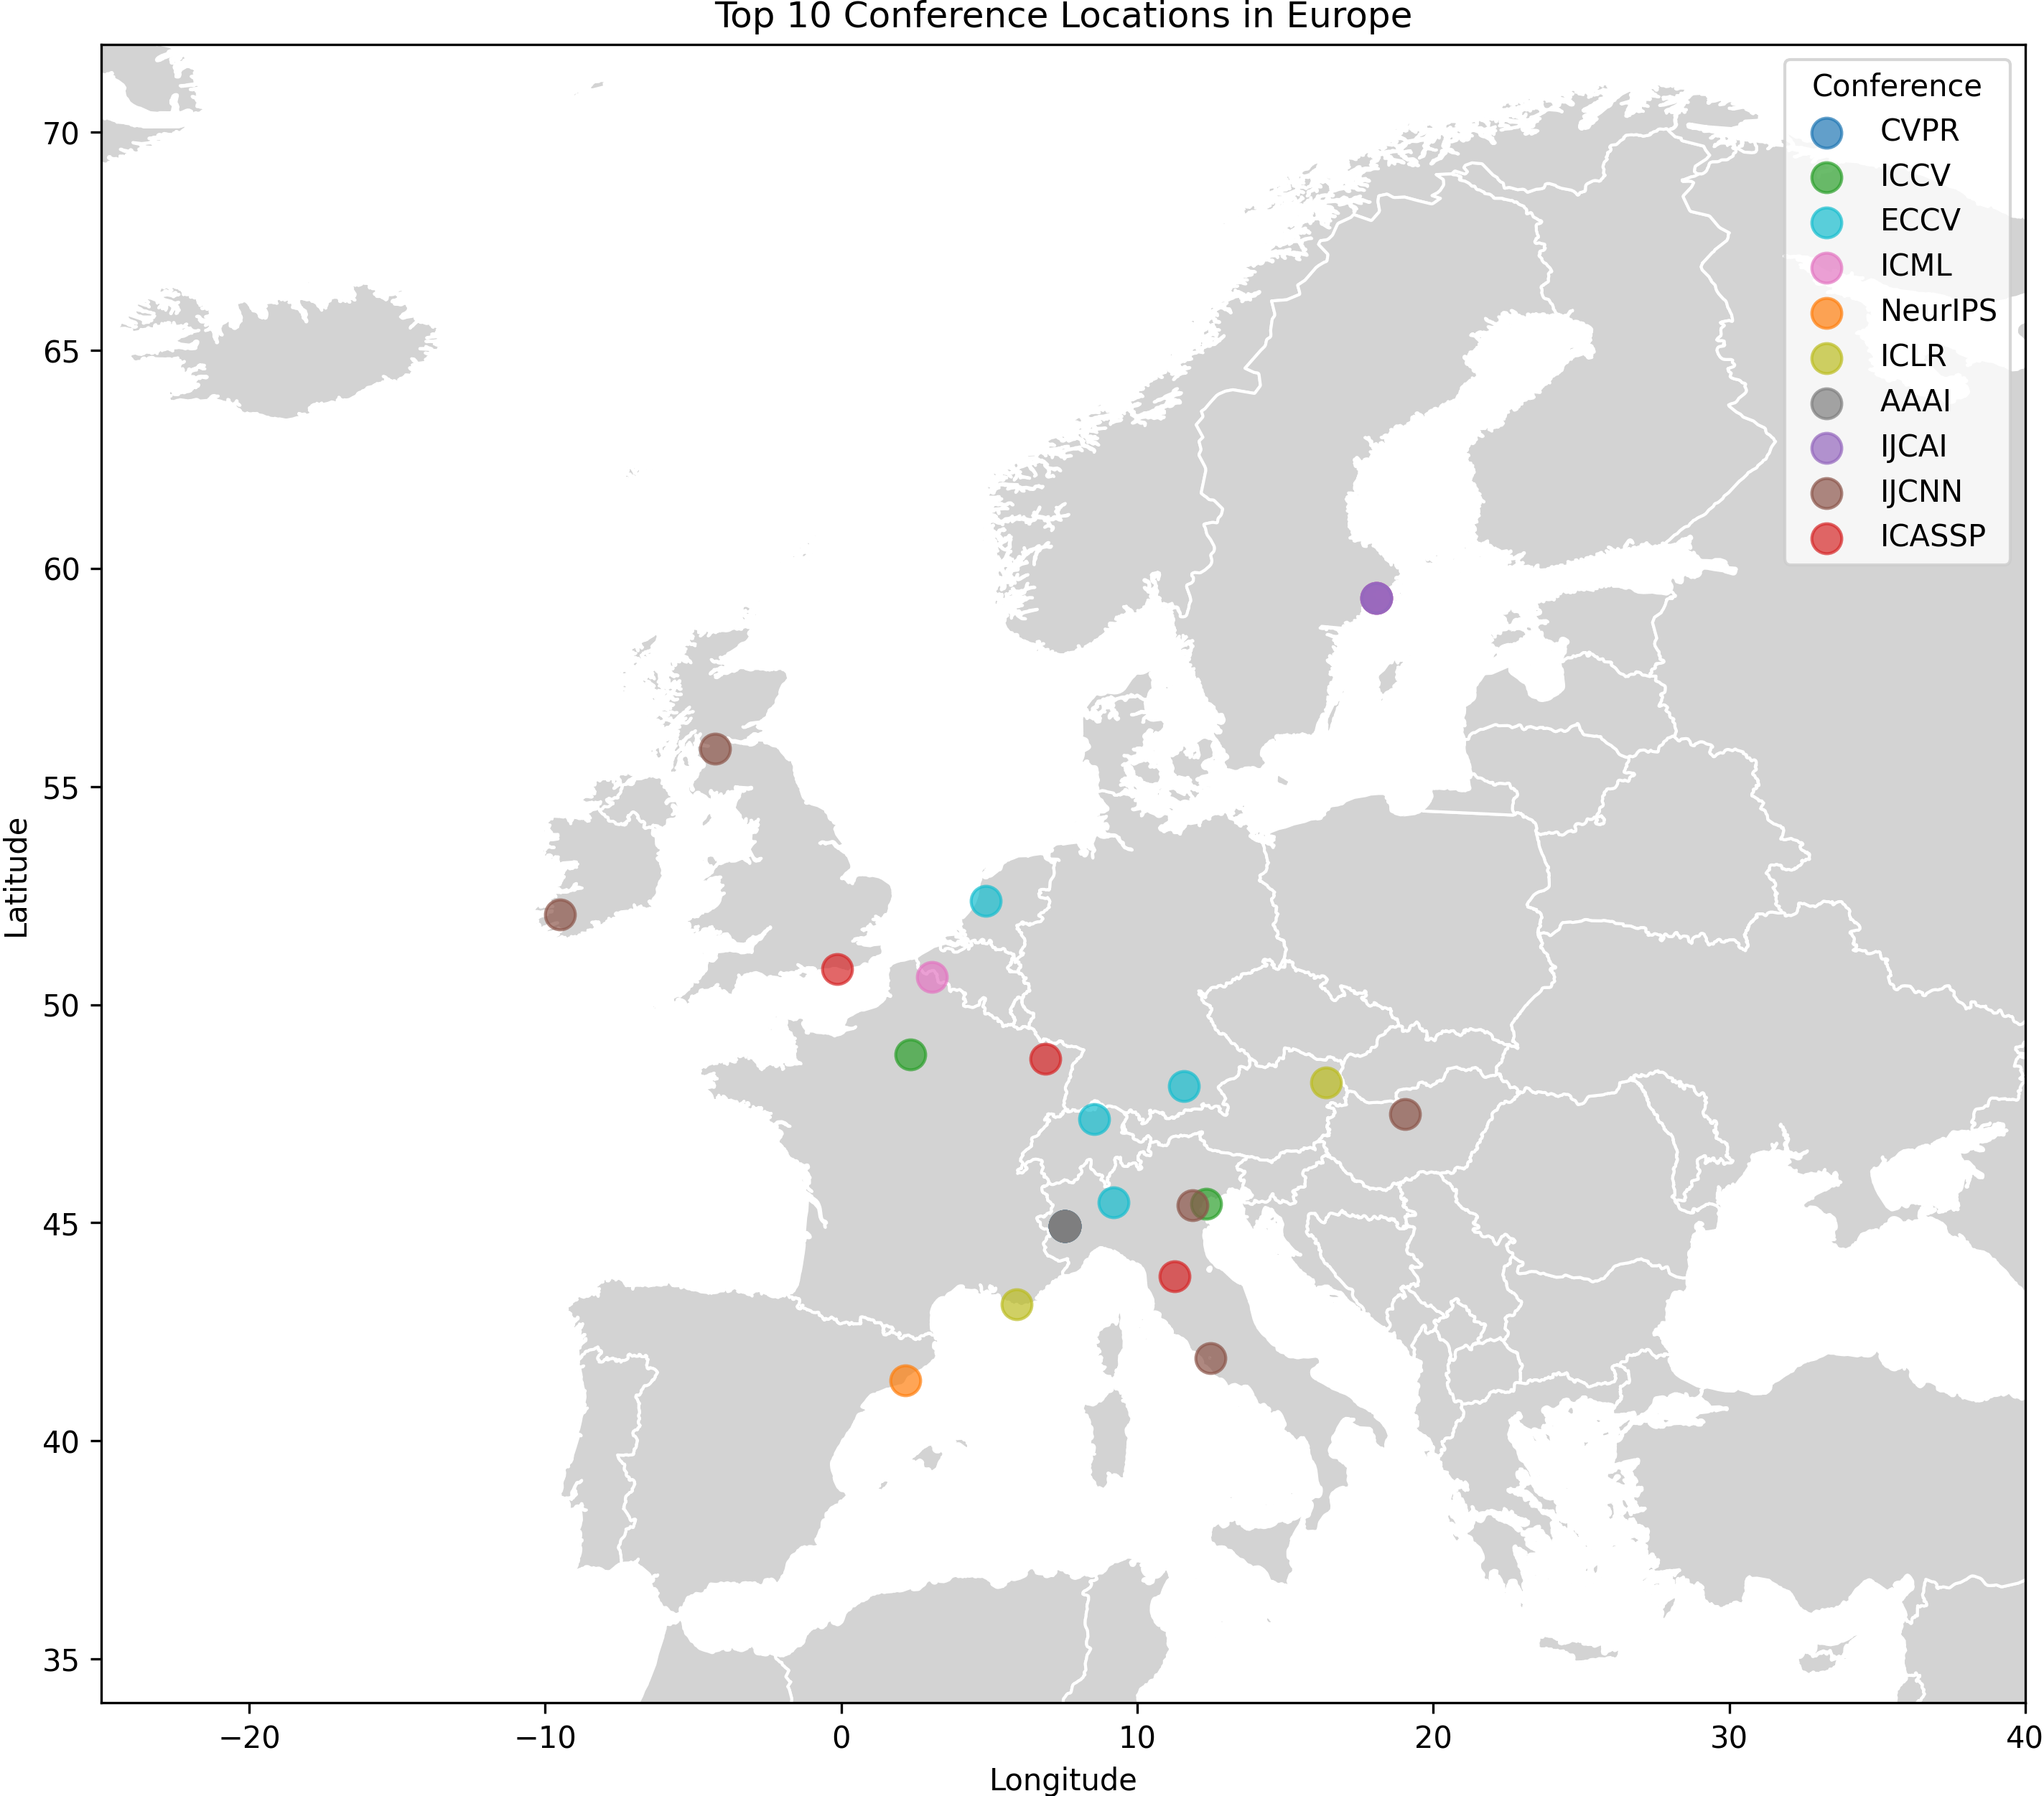 Top 10 Conference Locations in Europe
Conference
CVPR
ICCV
ECCV
ICML
NeurIPS
ICLR
AAAI
IJCAI
IJCNN
ICASSP
Latitude
70
65
60
55
50
45
40
35
−20
−10
0
10
20
30
40
Longitude